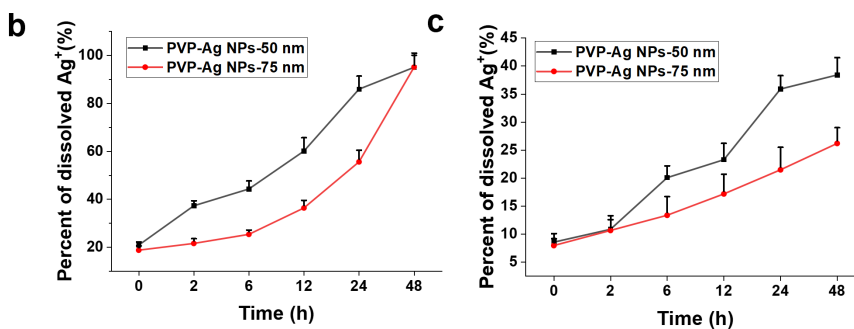 b
Percent of dissolved Ag⁺(%)
PVP-Ag NPs-50 nm
PVP-Ag NPs-75 nm
100
80
60
40
20
0 2 6 12 24 48
Time (h)
c
Percent of dissolved Ag⁺(%)
PVP-Ag NPs-50 nm
PVP-Ag NPs-75 nm
45
40
35
30
25
20
15
10
5
0 2 6 12 24 48
Time (h)